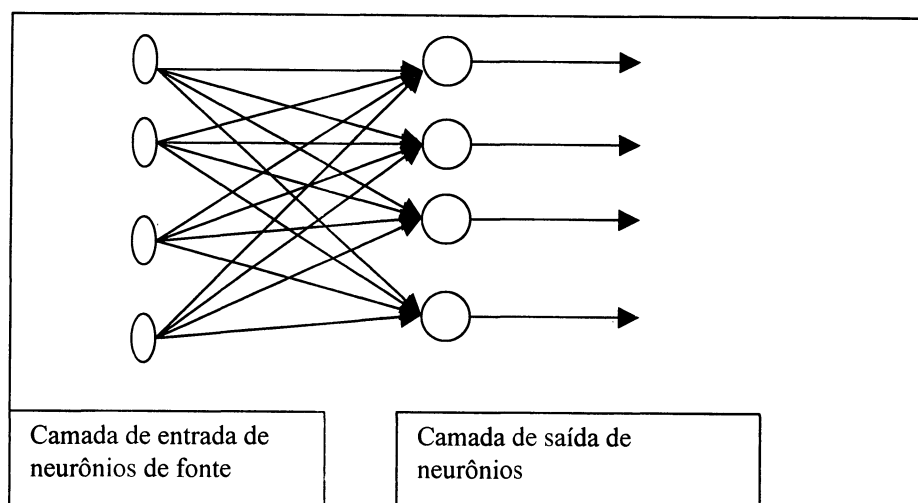 Camada de entrada de
neurônios de fonte
Camada de saída de
neurônios